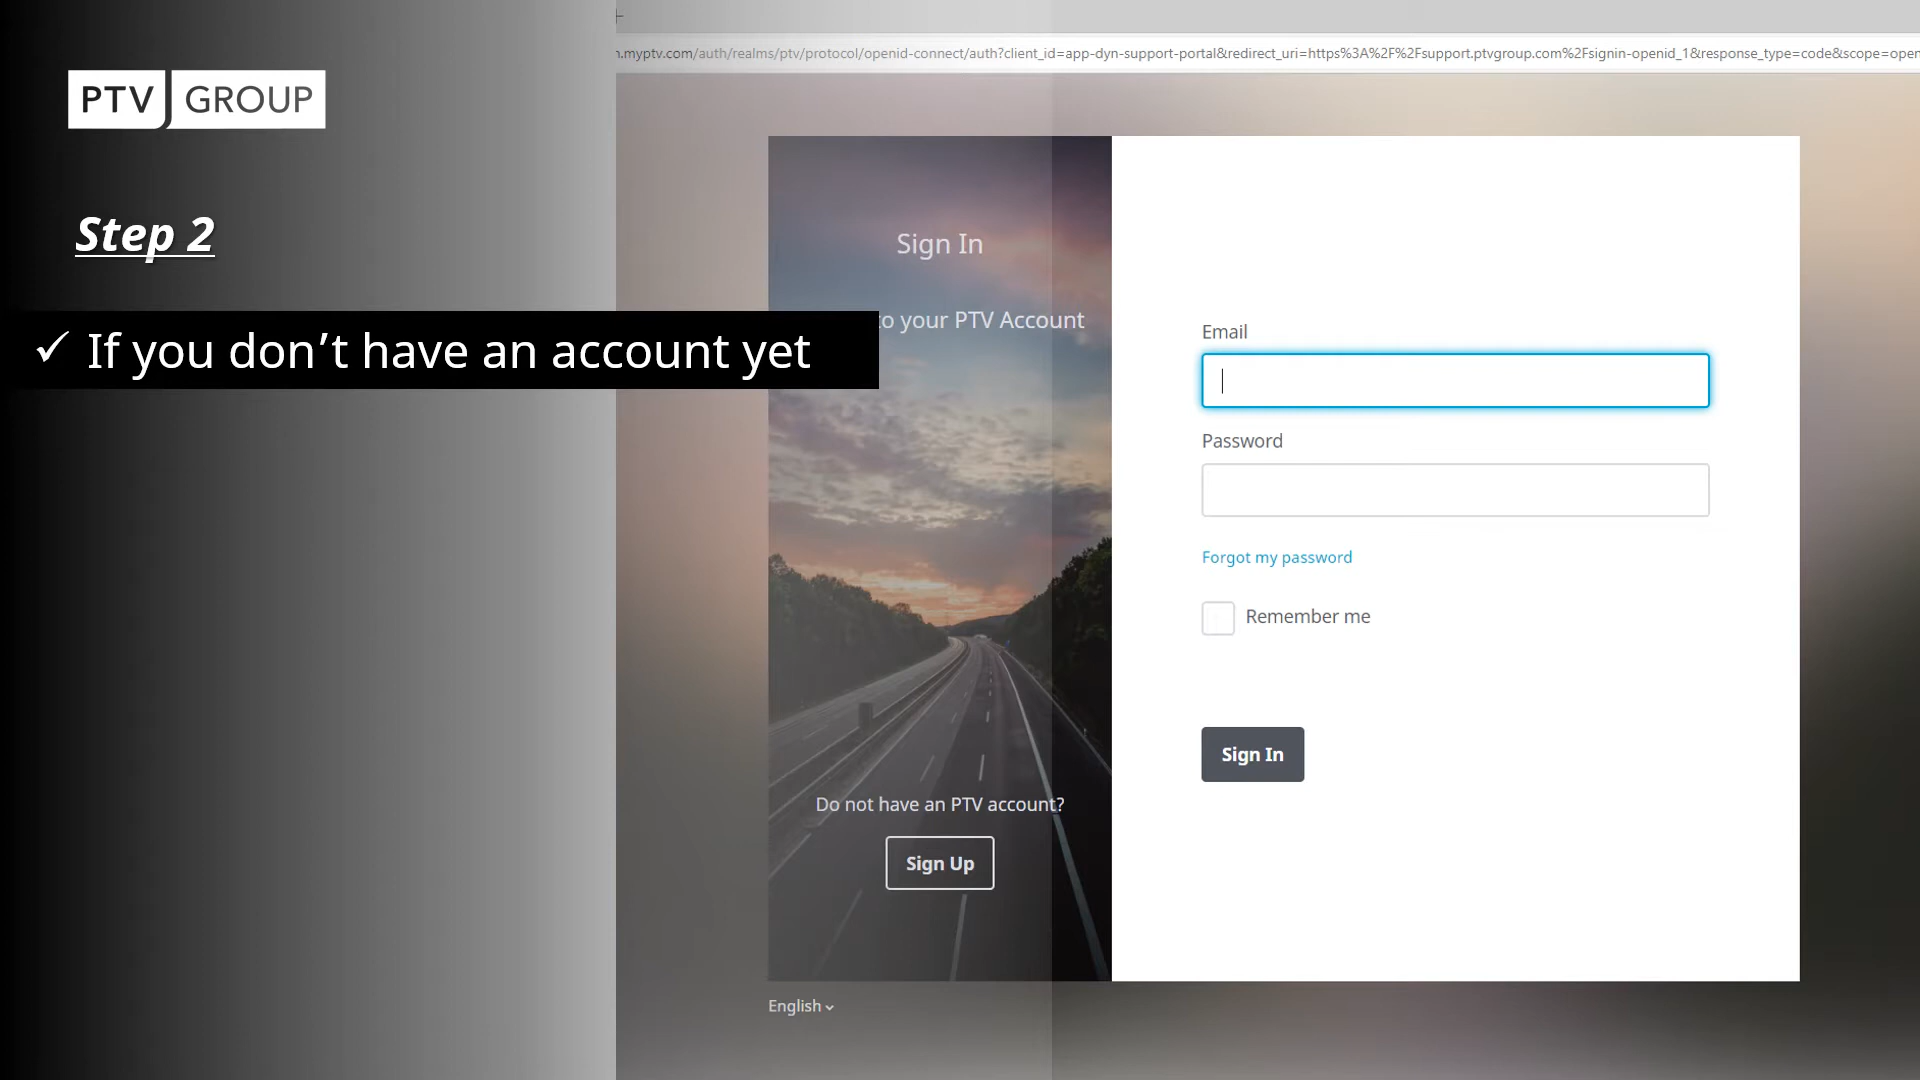 n.myptv.com/auth/realms/ptv/protocol/openid-connect/auth?client_id=app-dyn-support-portal&redirect_uri=https%3A%2F%2Fsupport.ptvgroup.com%2Fsignin-openid_1&response_type=code&scope=open
PTV GROUP
Step 2
Sign In
to your PTV Account
✓ If you don’t have an account yet
Email
Password
Forgot my password
Remember me
Sign In
Do not have an PTV account?
Sign Up
English